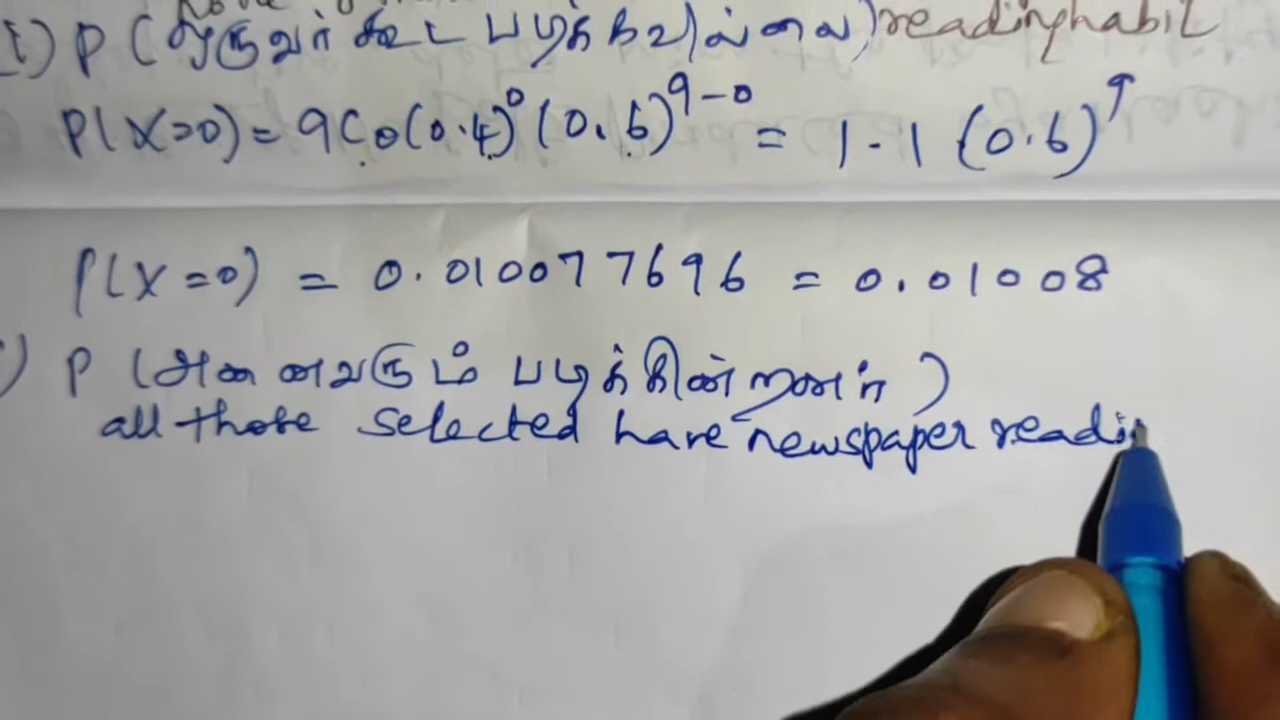 i) P ( ஒருவர் கூட படிக்கவில்லை ) reading habit
P(X=0) = 9C0 (0.4)^0 (0.6)^9-0 = 1.1 (0.6)^9
P(X=0) = 0.010077696 = 0.01008
) P (அனைவரும் படிக்கின்றனர் )
all those selected have newspaper readi